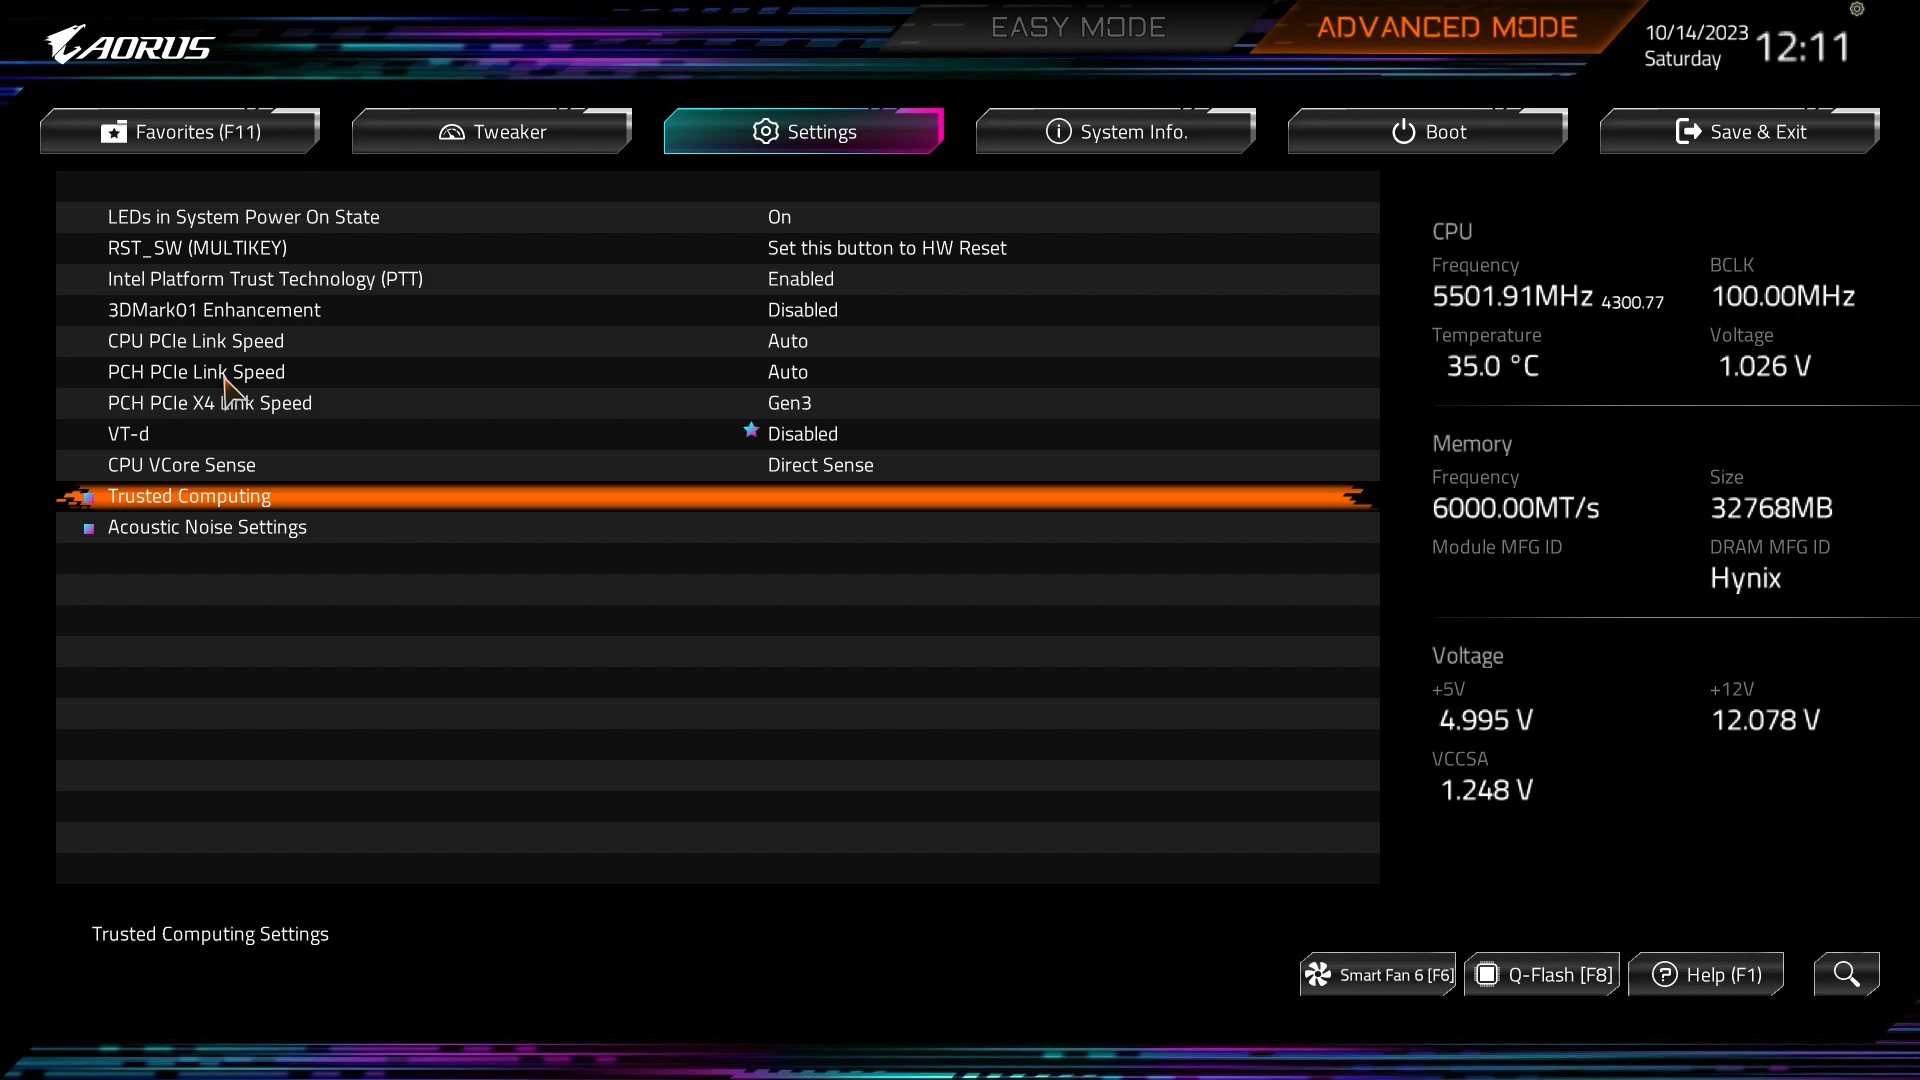 AORUS
EASY MODE
ADVANCED MODE
10/14/2023
Saturday
12:11
Favorites (F11)
Tweaker
Settings
System Info.
Boot
Save & Exit
LEDs in System Power On State On
RST_SW (MULTIKEY) Set this button to HW Reset
Intel Platform Trust Technology (PTT) Enabled
3DMark01 Enhancement Disabled
CPU PCIe Link Speed Auto
PCH PCIe Link Speed Auto
PCH PCIe X4 Link Speed Gen3
VT-d Disabled
CPU VCore Sense Direct Sense
Trusted Computing
Acoustic Noise Settings
CPU
Frequency BCLK
5501.91MHz 4300.77 100.00MHz
Temperature Voltage
35.0 °C 1.026 V
Memory
Frequency Size
6000.00MT/s 32768MB
Module MFG ID DRAM MFG ID
Hynix
Voltage
+5V +12V
4.995 V 12.078 V
VCCSA
1.248 V
Trusted Computing Settings
Smart Fan 6 [F6]
Q-Flash [F8]
Help (F1)